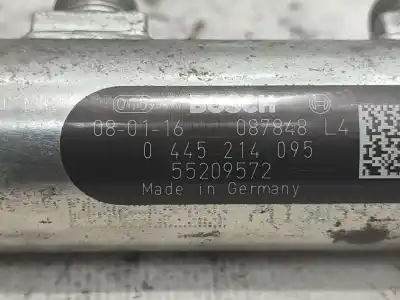 BOSCH
08-01-16 087848 L4
0 445 214 095
55209572
Made in Germany